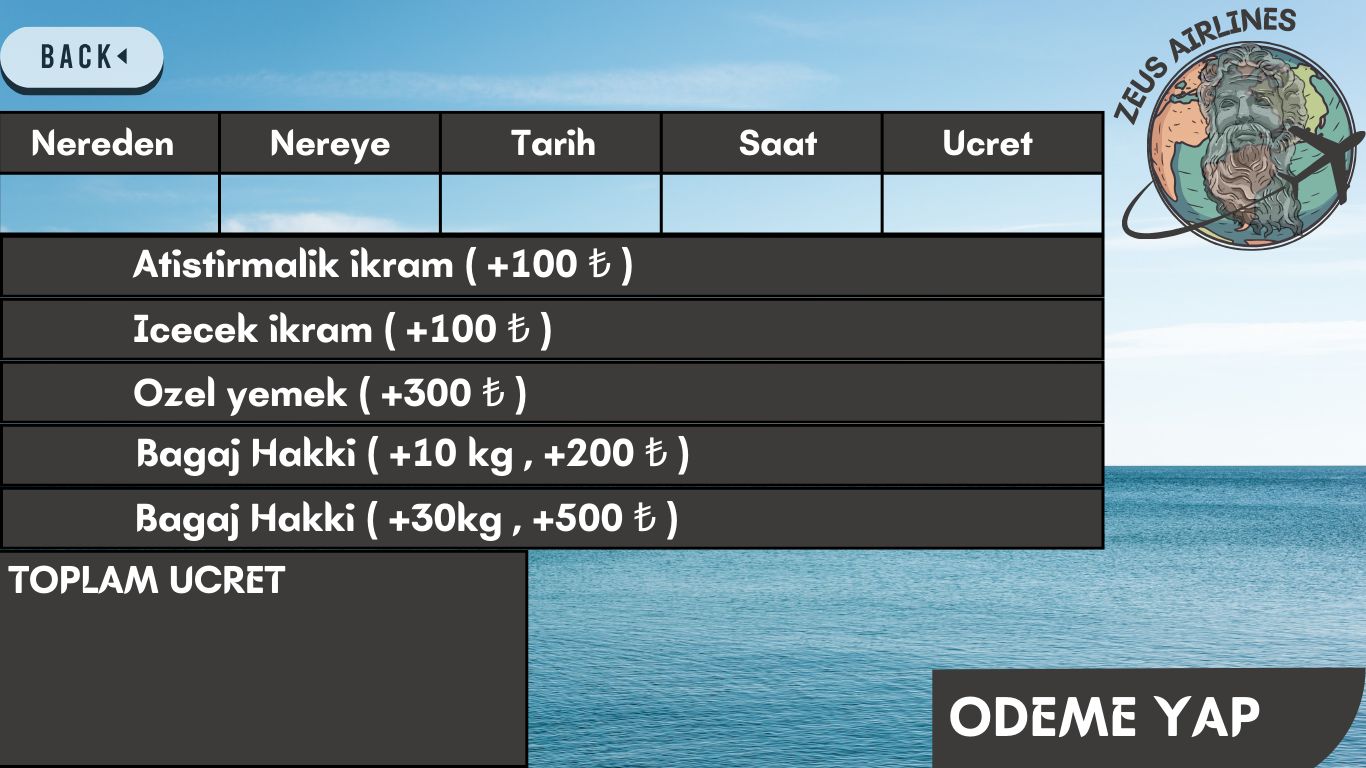 BACK
ZEUS AIRLINES
Nereden Nereye Tarih Saat Ucret
Atistirmalik ikram ( +100 ₺ )
Icecek ikram ( +100 ₺ )
Ozel yemek ( +300 ₺ )
Bagaj Hakki ( +10 kg , +200 ₺ )
Bagaj Hakki ( +30kg , +500 ₺ )
TOPLAM UCRET
ODEME YAP